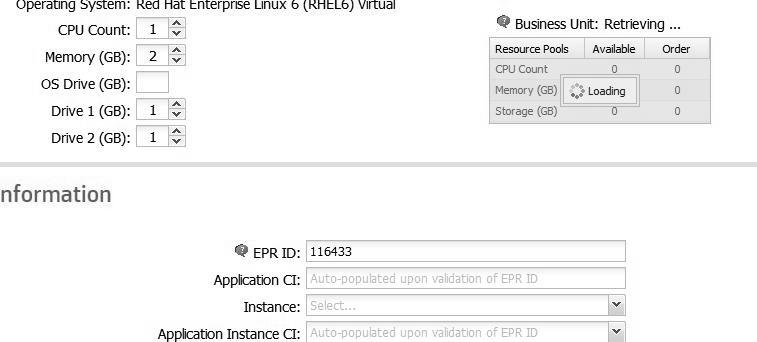 Operating System: Red Hat Enterprise Linux 6 (RHEL6) Virtual
CPU Count: 1
Memory (GB): 2
OS Drive (GB):
Drive 1 (GB): 1
Drive 2 (GB): 1
Business Unit: Retrieving ...
Resource Pools Available Order
CPU Count 0 0
Memory (GB) Loading 0
Storage (GB) 0 0
nformation
EPR ID: 116433
Application CI: Auto-populated upon validation of EPR ID
Instance: Select...
Application Instance CI: Auto-populated upon validation of EPR ID